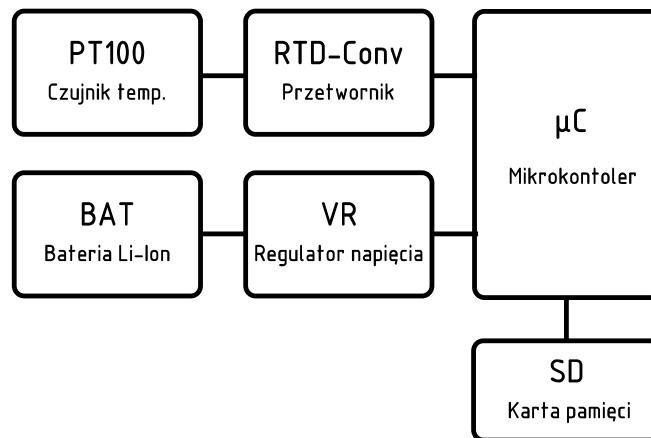 PT100
Czujnik temp.
RTD-Conv
Przetwornik
µC
Mikrokontoler
BAT
Bateria Li-Ion
VR
Regulator napięcia
SD
Karta pamięci